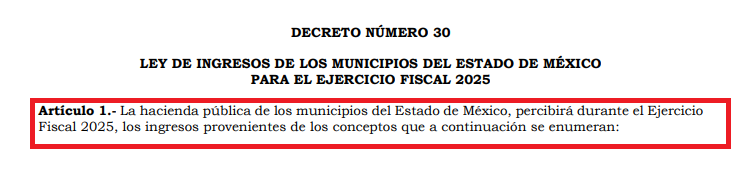 DECRETO NÚMERO 30
LEY DE INGRESOS DE LOS MUNICIPIOS DEL ESTADO DE MÉXICO
PARA EL EJERCICIO FISCAL 2025
Artículo 1.- La hacienda pública de los municipios del Estado de México, percibirá durante el Ejercicio
Fiscal 2025, los ingresos provenientes de los conceptos que a continuación se enumeran: